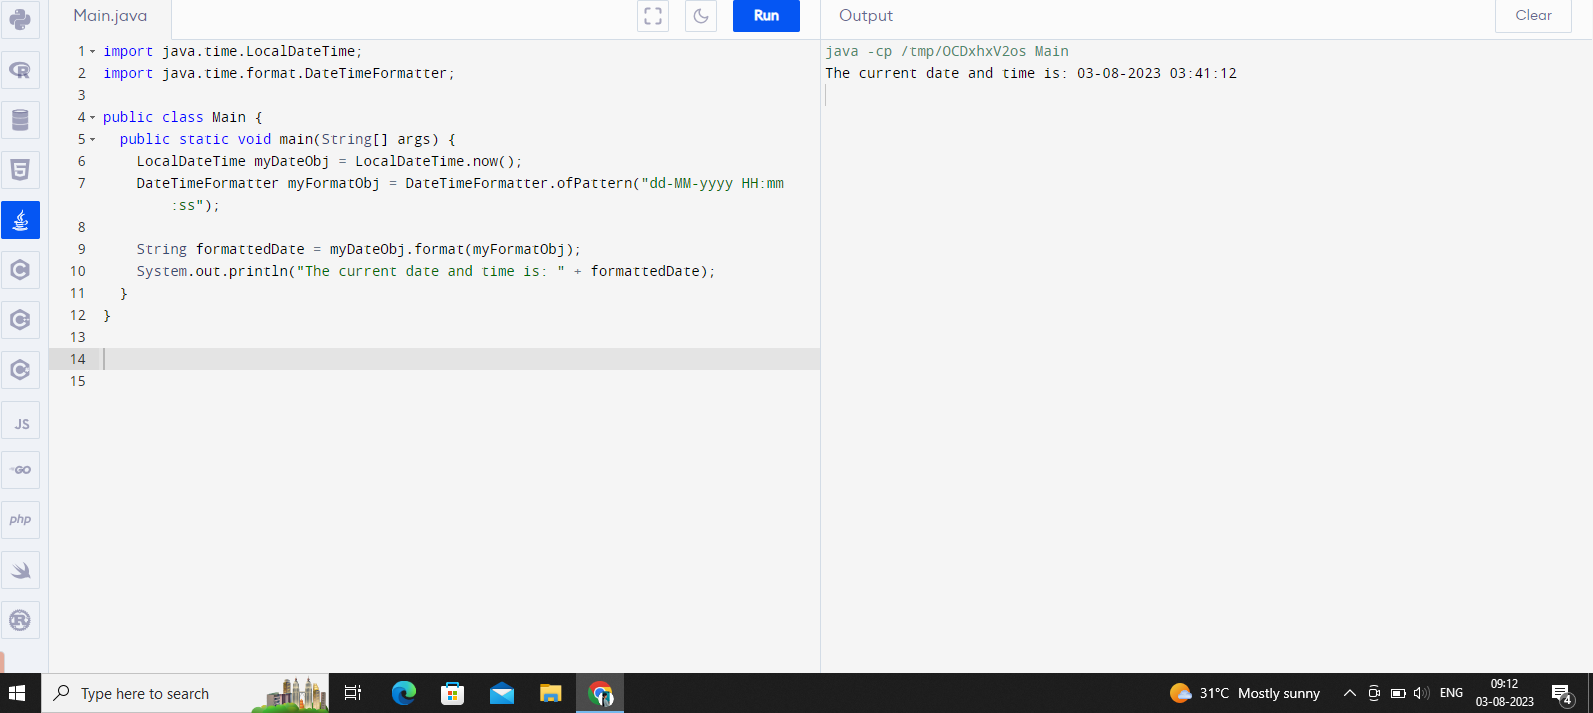 Main.java
Run
Output
Clear
1 import java.time.LocalDateTime;
2 import java.time.format.DateTimeFormatter;
3
4 public class Main {
5 public static void main(String[] args) {
6 LocalDateTime myDateObj = LocalDateTime.now();
7 DateTimeFormatter myFormatObj = DateTimeFormatter.ofPattern("dd-MM-yyyy HH:mm
:ss");
8
9 String formattedDate = myDateObj.format(myFormatObj);
10 System.out.println("The current date and time is: " + formattedDate);
11 }
12 }
13
14
15
java -cp /tmp/OCDxhxV2os Main
The current date and time is: 03-08-2023 03:41:12
R
5
C
C
C
JS
GO
php
R
Type here to search
31°C Mostly sunny
ENG
09:12
03-08-2023
4